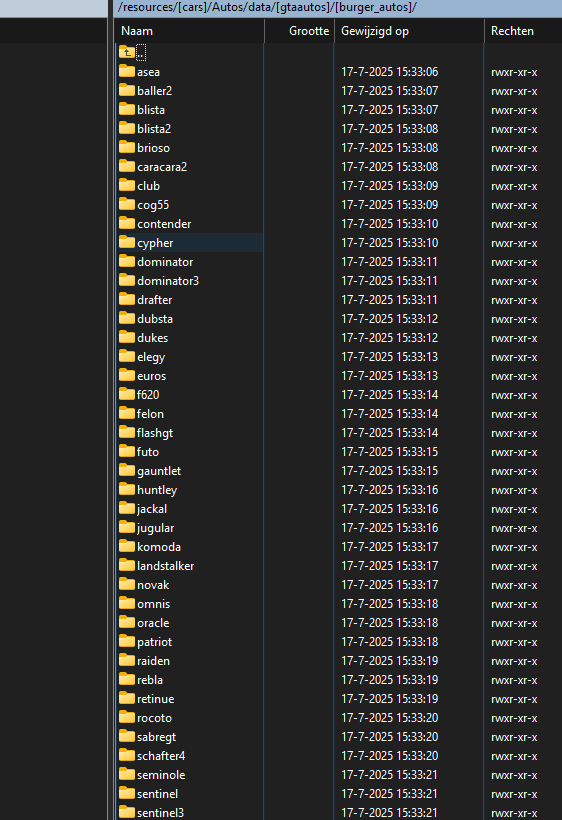 /resources/[cars]/Autos/data/[gtaautos]/[burger_autos]/
Naam Grootte Gewijzigd op Rechten
..
asea 17-7-2025 15:33:06 rwxr-xr-x
baller2 17-7-2025 15:33:07 rwxr-xr-x
blista 17-7-2025 15:33:07 rwxr-xr-x
blista2 17-7-2025 15:33:08 rwxr-xr-x
brioso 17-7-2025 15:33:08 rwxr-xr-x
caracara2 17-7-2025 15:33:08 rwxr-xr-x
club 17-7-2025 15:33:09 rwxr-xr-x
cog55 17-7-2025 15:33:09 rwxr-xr-x
contender 17-7-2025 15:33:10 rwxr-xr-x
cypher 17-7-2025 15:33:10 rwxr-xr-x
dominator 17-7-2025 15:33:11 rwxr-xr-x
dominator3 17-7-2025 15:33:11 rwxr-xr-x
drafter 17-7-2025 15:33:11 rwxr-xr-x
dubsta 17-7-2025 15:33:12 rwxr-xr-x
dukes 17-7-2025 15:33:12 rwxr-xr-x
elegy 17-7-2025 15:33:13 rwxr-xr-x
euros 17-7-2025 15:33:13 rwxr-xr-x
f620 17-7-2025 15:33:14 rwxr-xr-x
felon 17-7-2025 15:33:14 rwxr-xr-x
flashgt 17-7-2025 15:33:14 rwxr-xr-x
futo 17-7-2025 15:33:15 rwxr-xr-x
gauntlet 17-7-2025 15:33:15 rwxr-xr-x
huntley 17-7-2025 15:33:16 rwxr-xr-x
jackal 17-7-2025 15:33:16 rwxr-xr-x
jugular 17-7-2025 15:33:16 rwxr-xr-x
komoda 17-7-2025 15:33:17 rwxr-xr-x
landstalker 17-7-2025 15:33:17 rwxr-xr-x
novak 17-7-2025 15:33:17 rwxr-xr-x
omnis 17-7-2025 15:33:18 rwxr-xr-x
oracle 17-7-2025 15:33:18 rwxr-xr-x
patriot 17-7-2025 15:33:18 rwxr-xr-x
raiden 17-7-2025 15:33:19 rwxr-xr-x
rebla 17-7-2025 15:33:19 rwxr-xr-x
retinue 17-7-2025 15:33:19 rwxr-xr-x
rocoto 17-7-2025 15:33:20 rwxr-xr-x
sabregt 17-7-2025 15:33:20 rwxr-xr-x
schafter4 17-7-2025 15:33:20 rwxr-xr-x
seminole 17-7-2025 15:33:21 rwxr-xr-x
sentinel 17-7-2025 15:33:21 rwxr-xr-x
sentinel3 17-7-2025 15:33:21 rwxr-xr-x